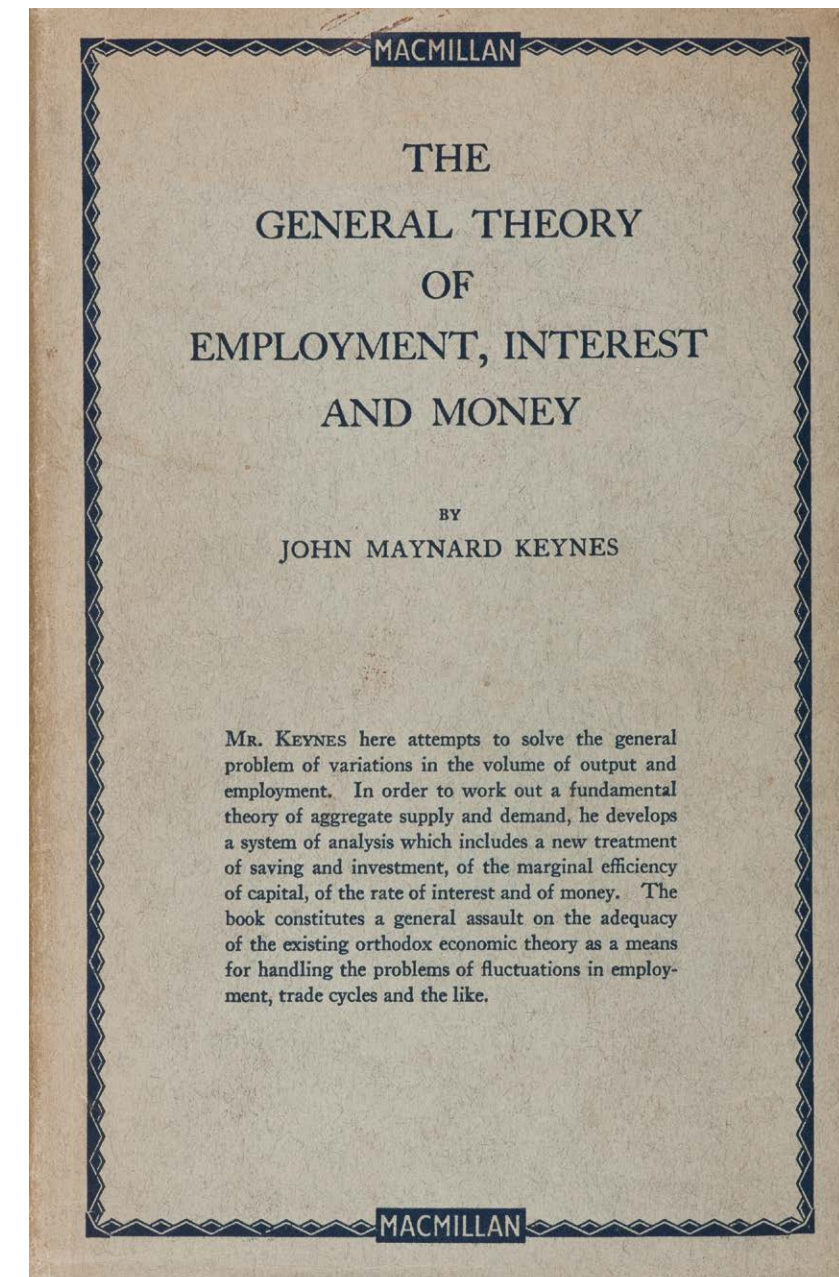 MACMILLAN
THE
GENERAL THEORY
OF
EMPLOYMENT, INTEREST
AND MONEY
BY
JOHN MAYNARD KEYNES
MR. KEYNES here attempts to solve the general
problem of variations in the volume of output and
employment. In order to work out a fundamental
theory of aggregate supply and demand, he develops
a system of analysis which includes a new treatment
of saving and investment, of the marginal efficiency
of capital, of the rate of interest and of money. The
book constitutes a general assault on the adequacy
of the existing orthodox economic theory as a means
for handling the problems of fluctuations in employ-
ment, trade cycles and the like.
MACMILLAN